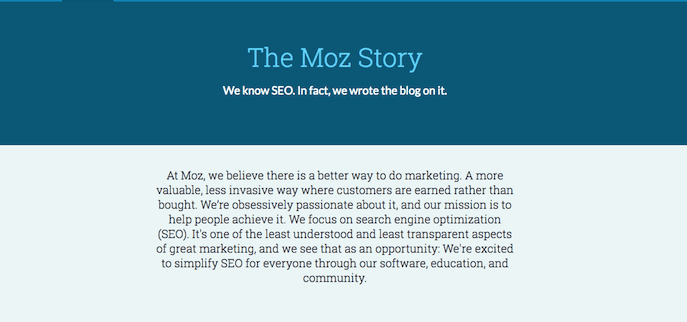 The Moz Story
We know SEO. In fact, we wrote the blog on it.
At Moz, we believe there is a better way to do marketing. A more
valuable, less invasive way where customers are earned rather than
bought. We're obsessively passionate about it, and our mission is to
help people achieve it. We focus on search engine optimization
(SEO). It's one of the least understood and least transparent aspects
of great marketing, and we see that as an opportunity: We're excited
to simplify SEO for everyone through our software, education, and
community.